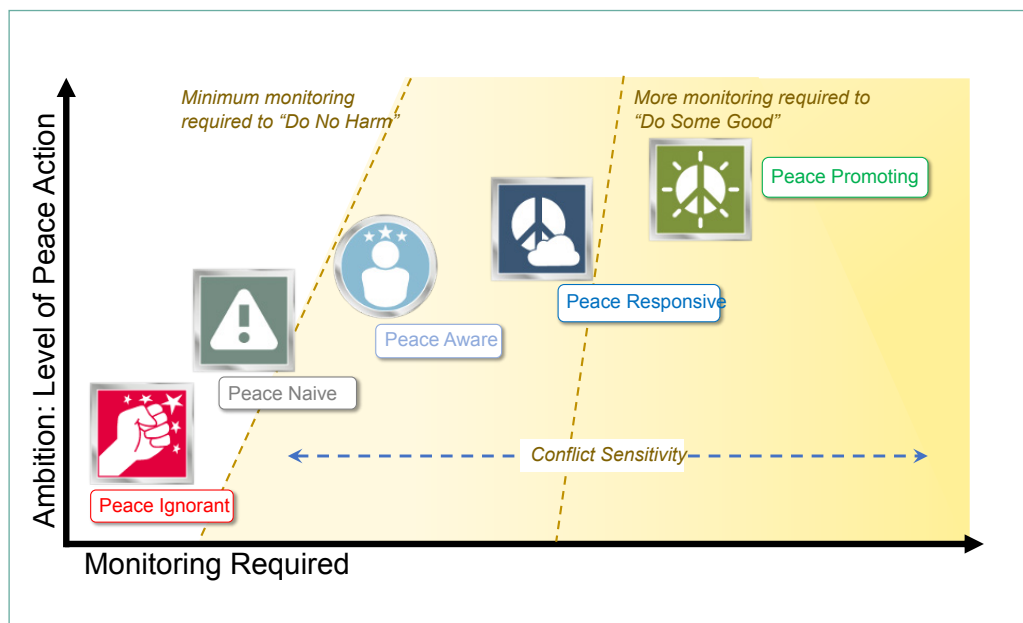 Ambition: Level of Peace Action
Minimum monitoring
required to “Do No Harm”
More monitoring required to
“Do Some Good”
Peace Promoting
Peace Responsive
Peace Aware
Peace Naive
Conflict Sensitivity
Peace Ignorant
Monitoring Required